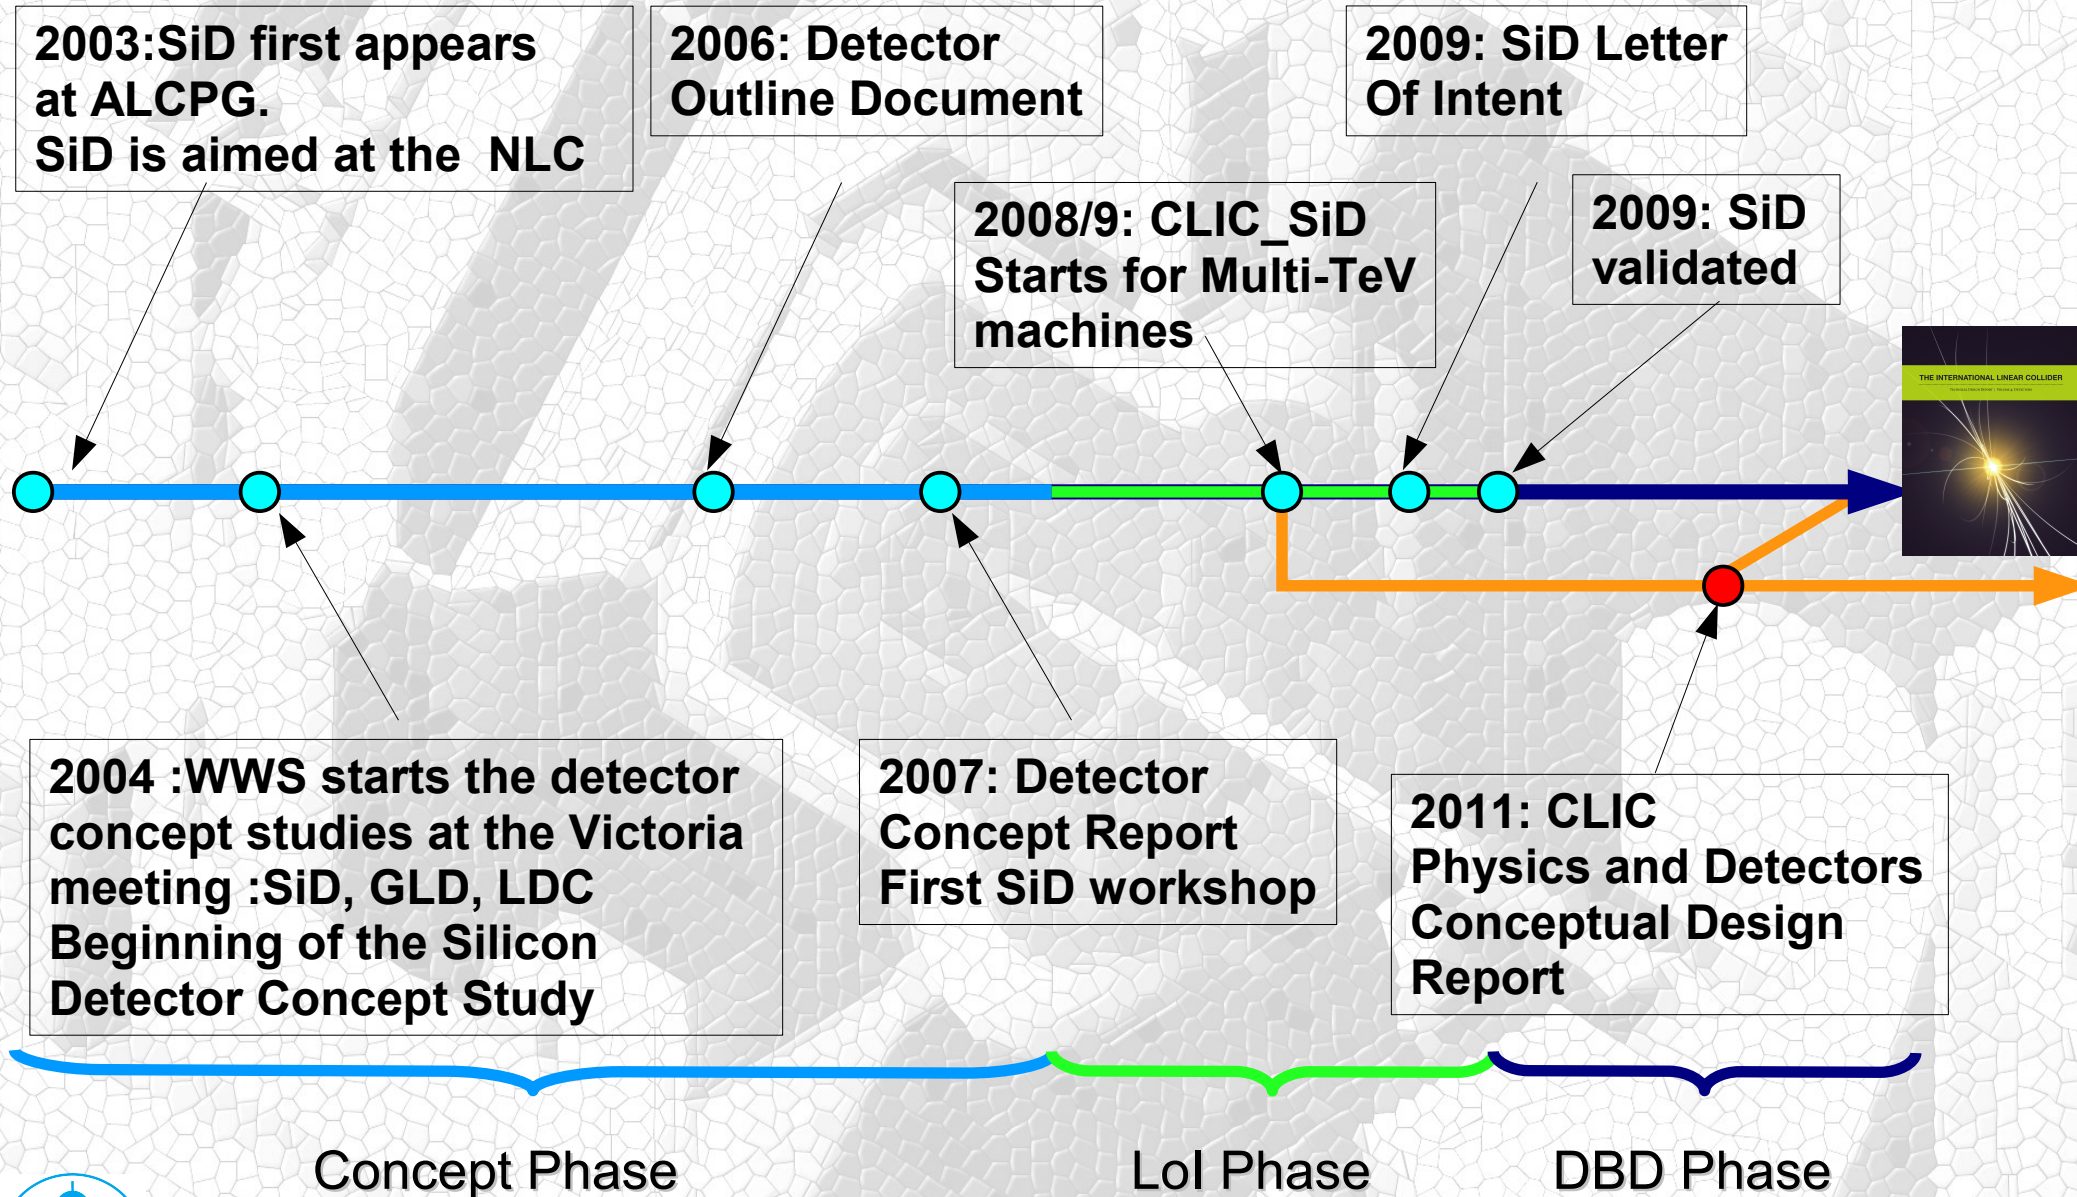 2003:SiD first appears
at ALCPG.
SiD is aimed at the NLC
2006: Detector
Outline Document
2009: SiD Letter
Of Intent
2008/9: CLIC_SiD
Starts for Multi-TeV
machines
2009: SiD
validated
THE INTERNATIONAL LINEAR COLLIDER
2004 :WWS starts the detector
concept studies at the Victoria
meeting :SiD, GLD, LDC
Beginning of the Silicon
Detector Concept Study
2007: Detector
Concept Report
First SiD workshop
2011: CLIC
Physics and Detectors
Conceptual Design
Report
Concept Phase
LoI Phase
DBD Phase